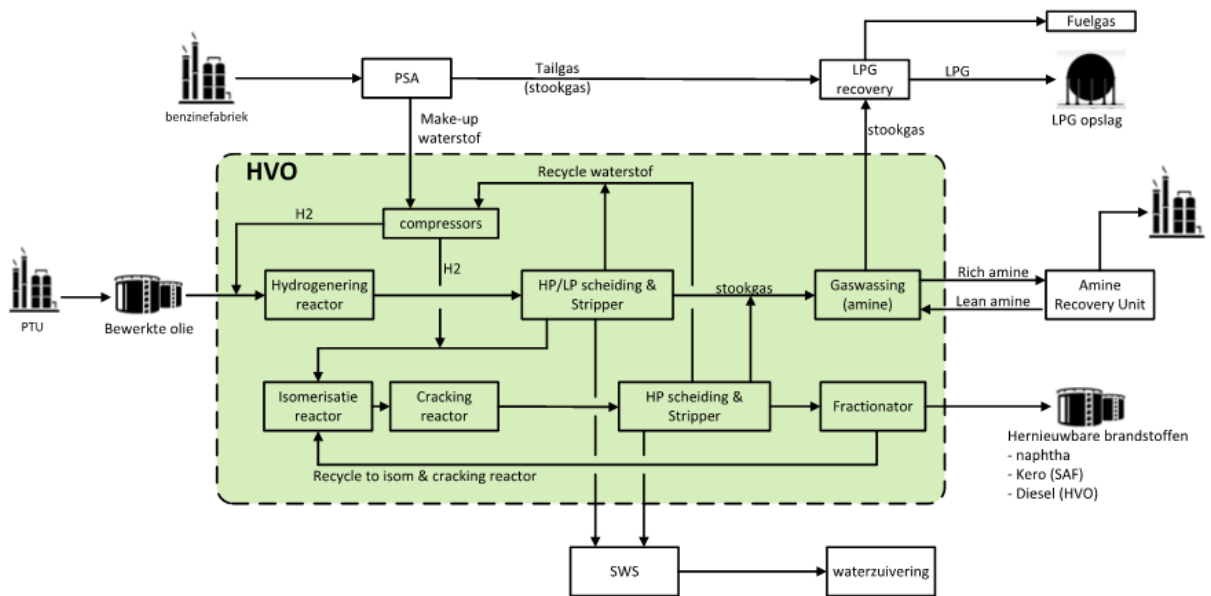 Fuelgas
PSA
Tailgas
(stookgas)
LPG
recovery
LPG
benzinefabriek
LPG opslag
Make-up
waterstof
stookgas
HVO
Recycle waterstof
H2
compressors
H2
Hydrogenering
reactor
HP/LP scheiding &
Stripper
stookgas
Gaswassing
(amine)
Rich amine
Lean amine
Amine
Recovery Unit
PTU
Bewerkte olie
Isomerisatie
reactor
Cracking
reactor
HP scheiding &
Stripper
Fractionator
Hernieuwbare brandstoffen
- naphtha
- Kero (SAF)
- Diesel (HVO)
Recycle to isom & cracking reactor
SWS
waterzuivering